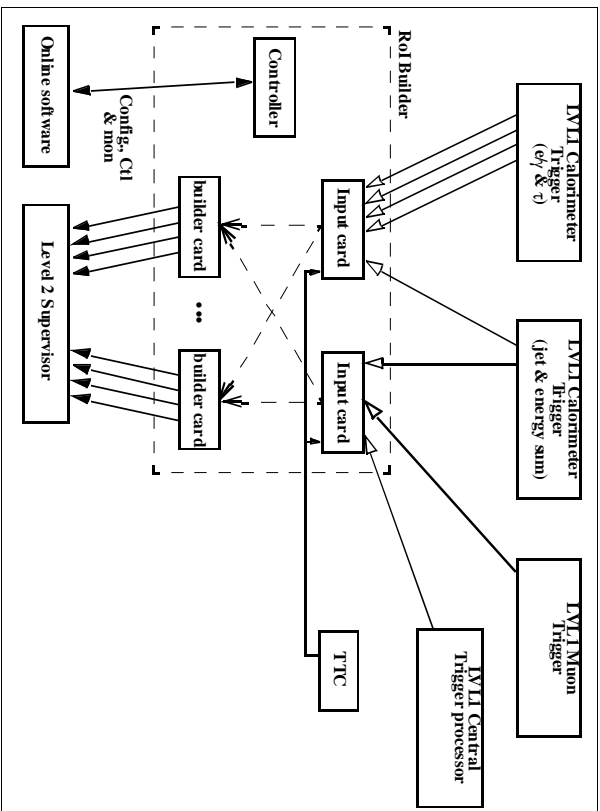 LVL1 Calorimeter
Trigger
(e/γ & τ)
LVL1 Calorimeter
Trigger
(jet & energy sum)
LVL1 Muon
Trigger
LVL1 Central
Trigger processor
TTC
RoI Builder
Input card
Input card
Controller
builder card
...
builder card
Config., Ctl
& mon
Online software
Level 2 Supervisor